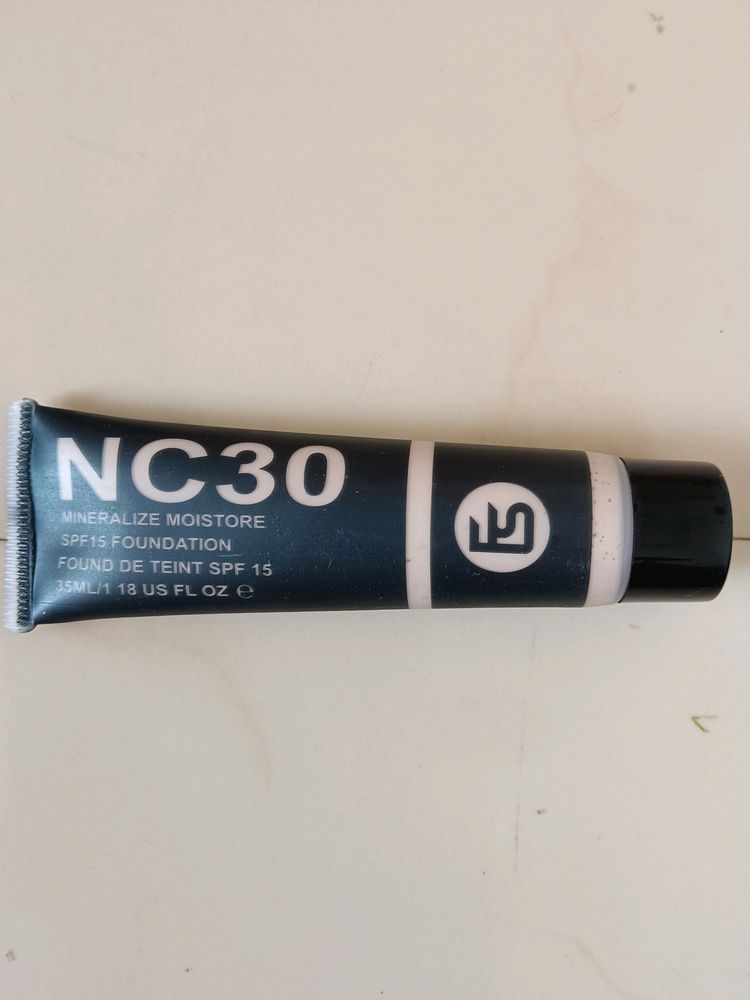 NC30
MINERALIZE MOISTORE
SPF15 FOUNDATION
FOUND DE TEINT SPF 15
35ML/1 18 US FL OZ ℮